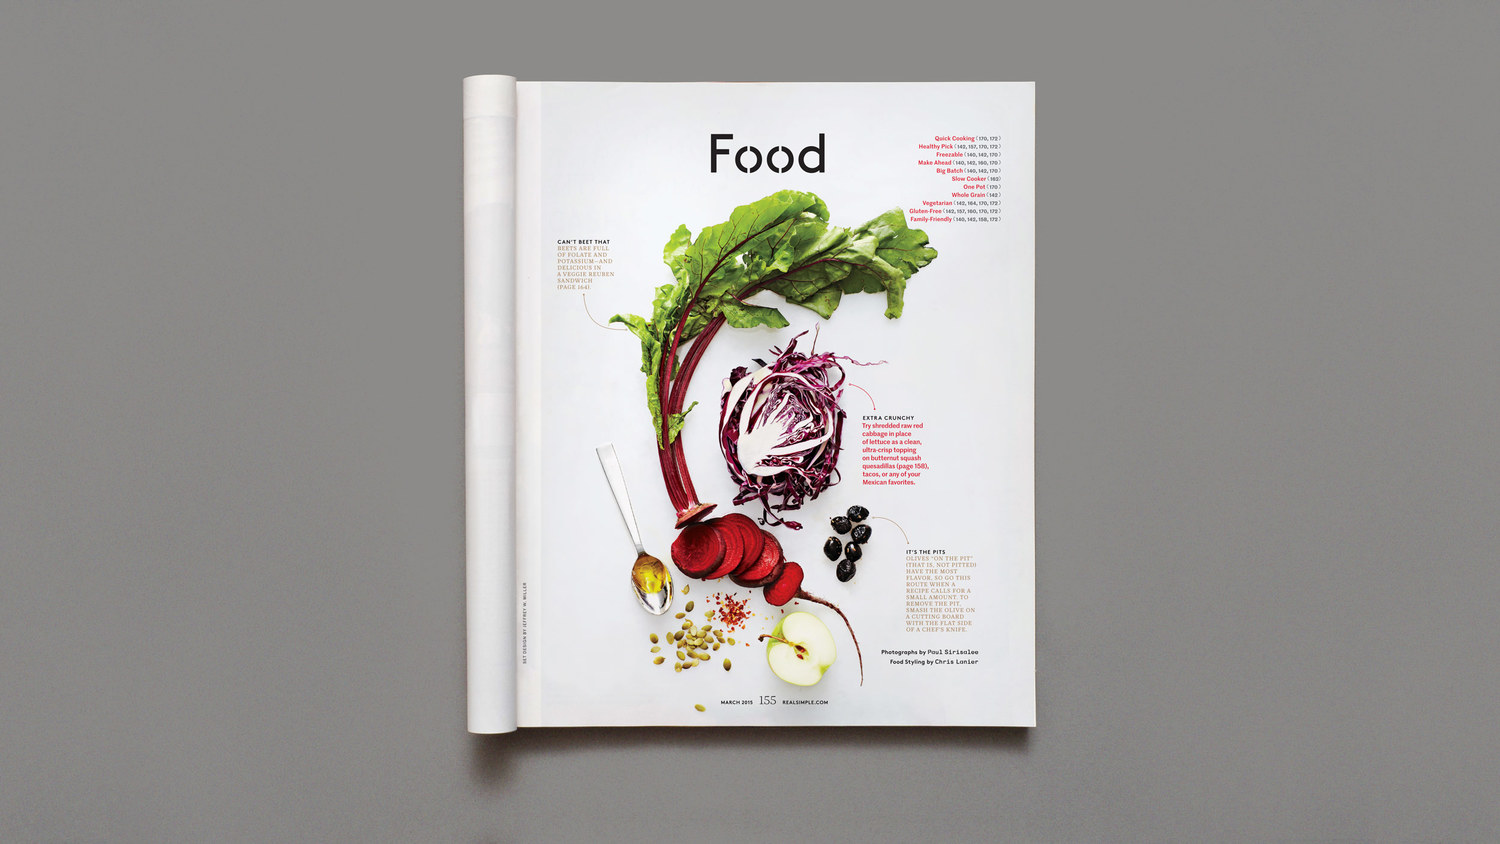 Food
Quick Cooking (170, 172)
Healthy Pick (142, 157, 170, 172)
Freezable (140, 142, 170)
Make Ahead (140, 142, 160, 170)
Big Batch (140, 142, 170)
Slow Cooker (163)
One Pot (170)
Whole Grain (142)
Vegetarian (142, 164, 170, 172)
Gluten-Free (142, 157, 160, 170, 172)
Family-Friendly (140, 142, 158, 172)
CAN'T BEET THAT
BEETS ARE FULL
OF FOLATE AND
POTASSIUM—AND
DELICIOUS IN
A VEGGIE REUBEN
SANDWICH
(PAGE 164).
EXTRA CRUNCHY
Try shredded raw red
cabbage in place
of lettuce as a clean,
ultra-crisp topping
on butternut squash
quesadillas (page 158),
tacos, or any of your
Mexican favorites.
IT'S THE PITS
OLIVES "ON THE PIT"
(THAT IS, NOT PITTED)
HAVE THE MOST
FLAVOR, SO GO THIS
ROUTE WHEN A
RECIPE CALLS FOR A
SMALL AMOUNT. TO
REMOVE THE PIT,
SMASH THE OLIVE ON
A CUTTING BOARD
WITH THE FLAT SIDE
OF A CHEF'S KNIFE.
SET DESIGN BY JEFFREY W. MILLER
Photographs by Paul Sirisalee
Food Styling by Chris Lanier
MARCH 2015 155 REALSIMPLE.COM